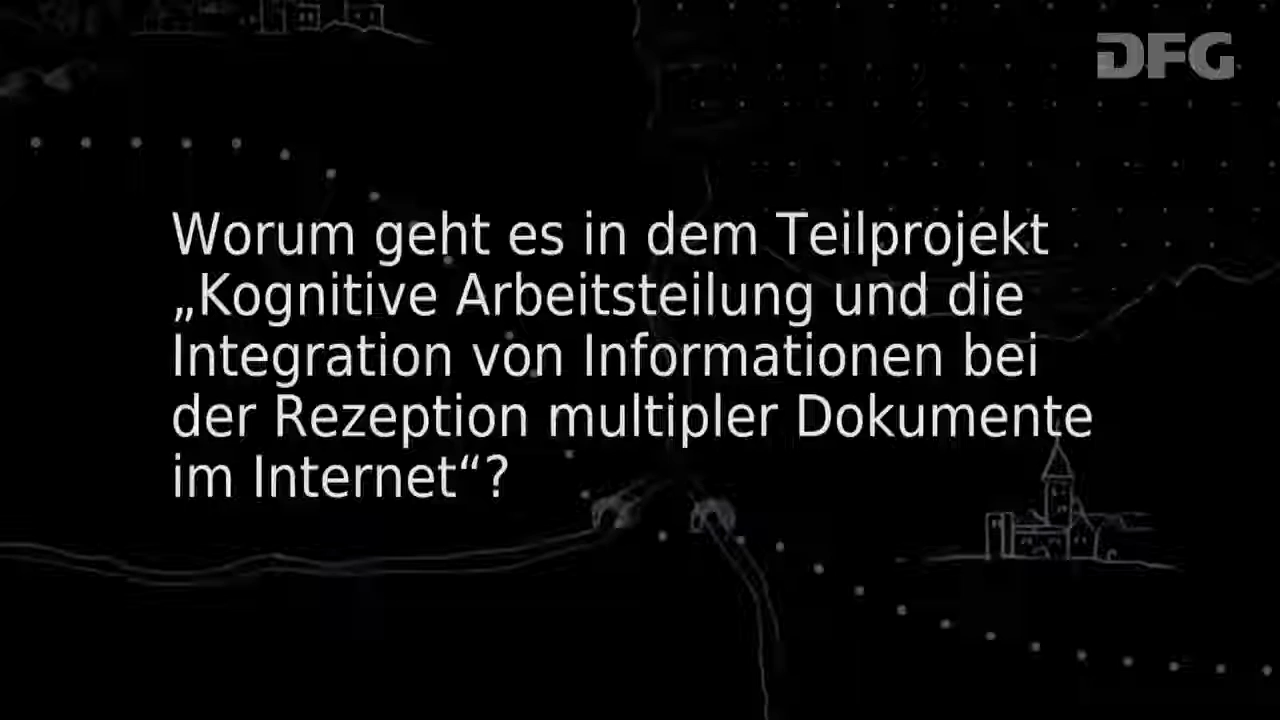 DFG
Worum geht es in dem Teilprojekt
„Kognitive Arbeitsteilung und die
Integration von Informationen bei
der Rezeption multipler Dokumente
im Internet“?